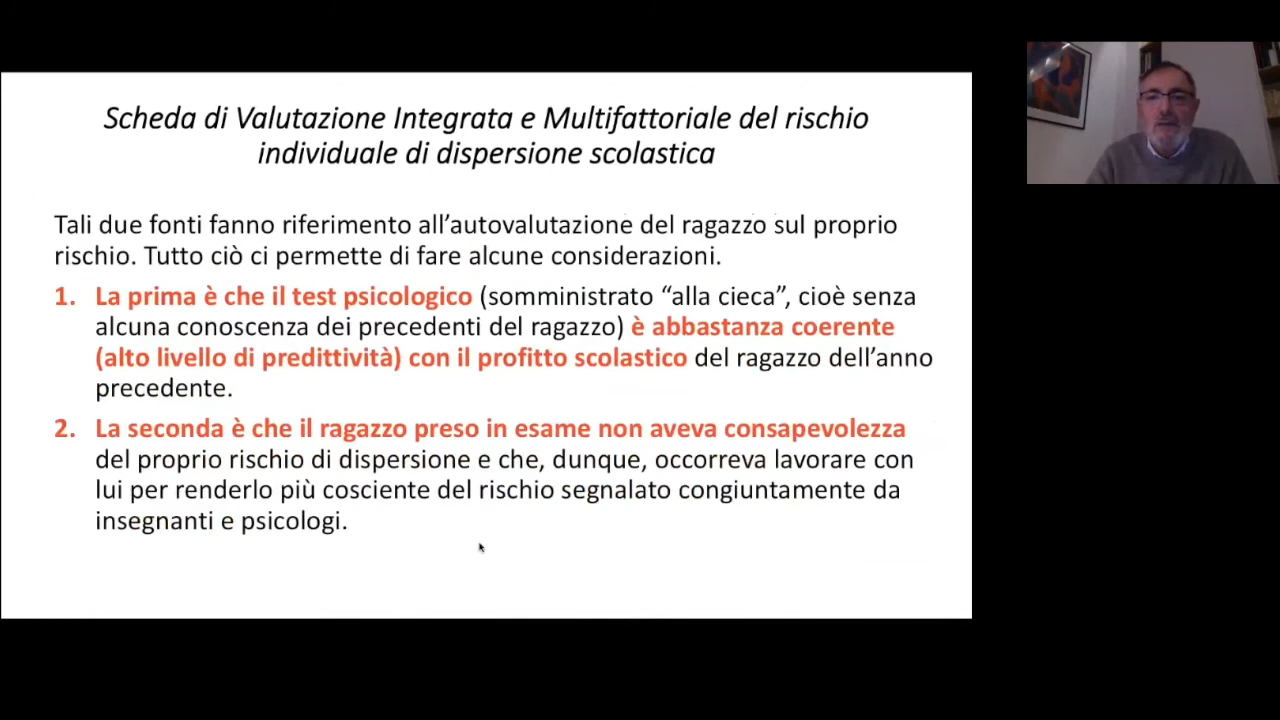 Scheda di Valutazione Integrata e Multifattoriale del rischio
individuale di dispersione scolastica
Tali due fonti fanno riferimento all’autovalutazione del ragazzo sul proprio
rischio. Tutto ciò ci permette di fare alcune considerazioni.
1. La prima è che il test psicologico (somministrato “alla cieca”, cioè senza
alcuna conoscenza dei precedenti del ragazzo) è abbastanza coerente
(alto livello di predittività) con il profitto scolastico del ragazzo dell’anno
precedente.
2. La seconda è che il ragazzo preso in esame non aveva consapevolezza
del proprio rischio di dispersione e che, dunque, occorreva lavorare con
lui per renderlo più cosciente del rischio segnalato congiuntamente da
insegnanti e psicologi.